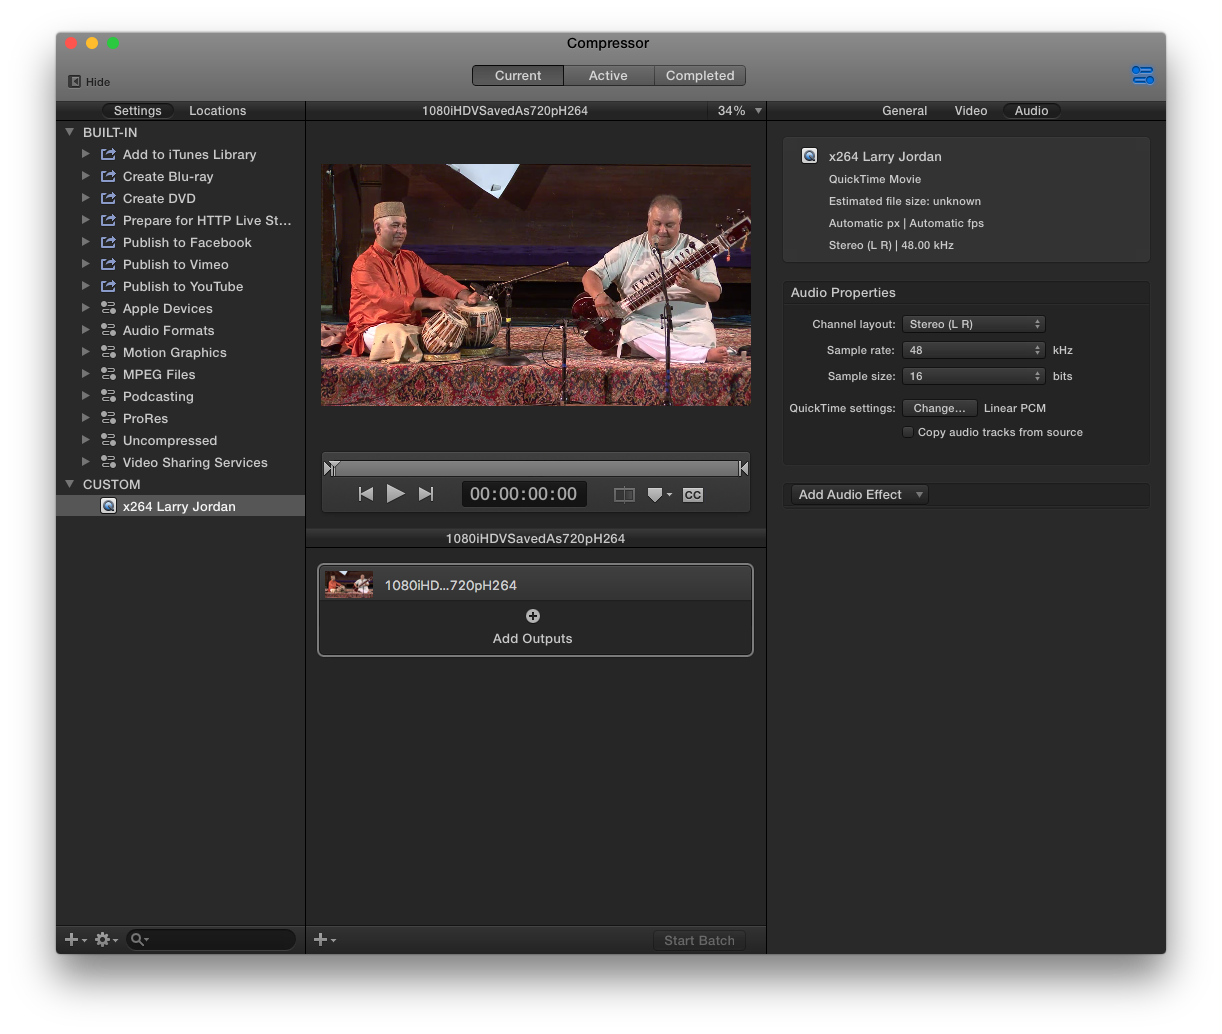 Compressor
Hide
Current Active Completed
Settings Locations
BUILT-IN
Add to iTunes Library
Create Blu-ray
Create DVD
Prepare for HTTP Live St...
Publish to Facebook
Publish to Vimeo
Publish to YouTube
Apple Devices
Audio Formats
Motion Graphics
MPEG Files
Podcasting
ProRes
Uncompressed
Video Sharing Services
CUSTOM
x264 Larry Jordan
1080iHDVSavedAs720pH264 34%
00:00:00:00
CC
1080iHDVSavedAs720pH264
1080iHD...720pH264
Add Outputs
Start Batch
General Video Audio
x264 Larry Jordan
QuickTime Movie
Estimated file size: unknown
Automatic px | Automatic fps
Stereo (L R) | 48.00 kHz
Audio Properties
Channel layout: Stereo (L R)
Sample rate: 48 kHz
Sample size: 16 bits
QuickTime settings: Change... Linear PCM
Copy audio tracks from source
Add Audio Effect